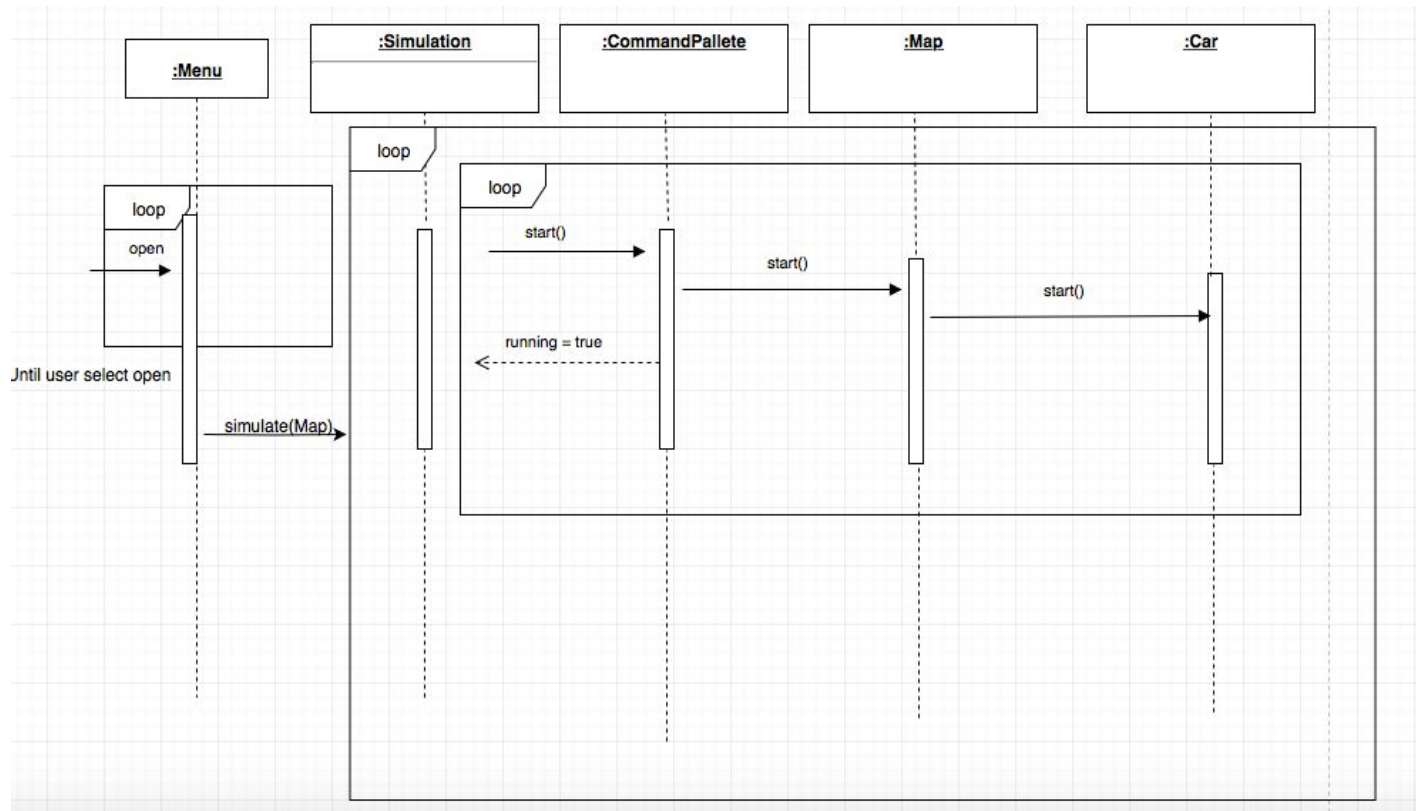 :Menu
:Simulation
:CommandPallete
:Map
:Car
loop
loop
loop
open
start()
start()
start()
running = true
Until user select open
simulate(Map)